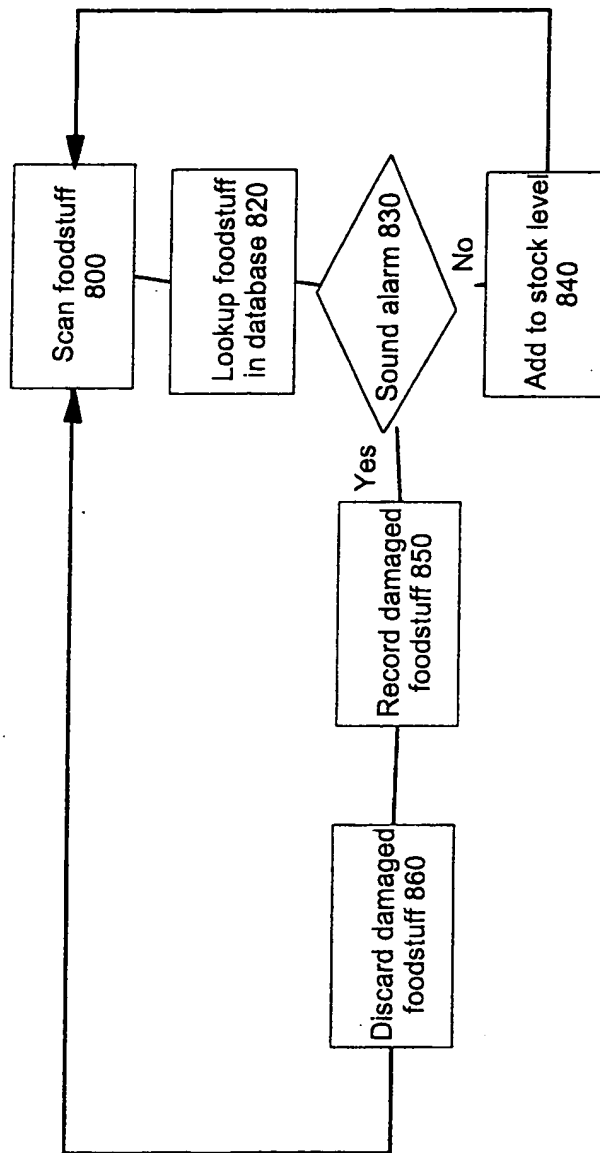 Scan foodstuff
800
Lookup foodstuff
in database 820
Sound alarm 830
Yes
No
Record damaged
foodstuff 850
Add to stock level
840
Discard damaged
foodstuff 860